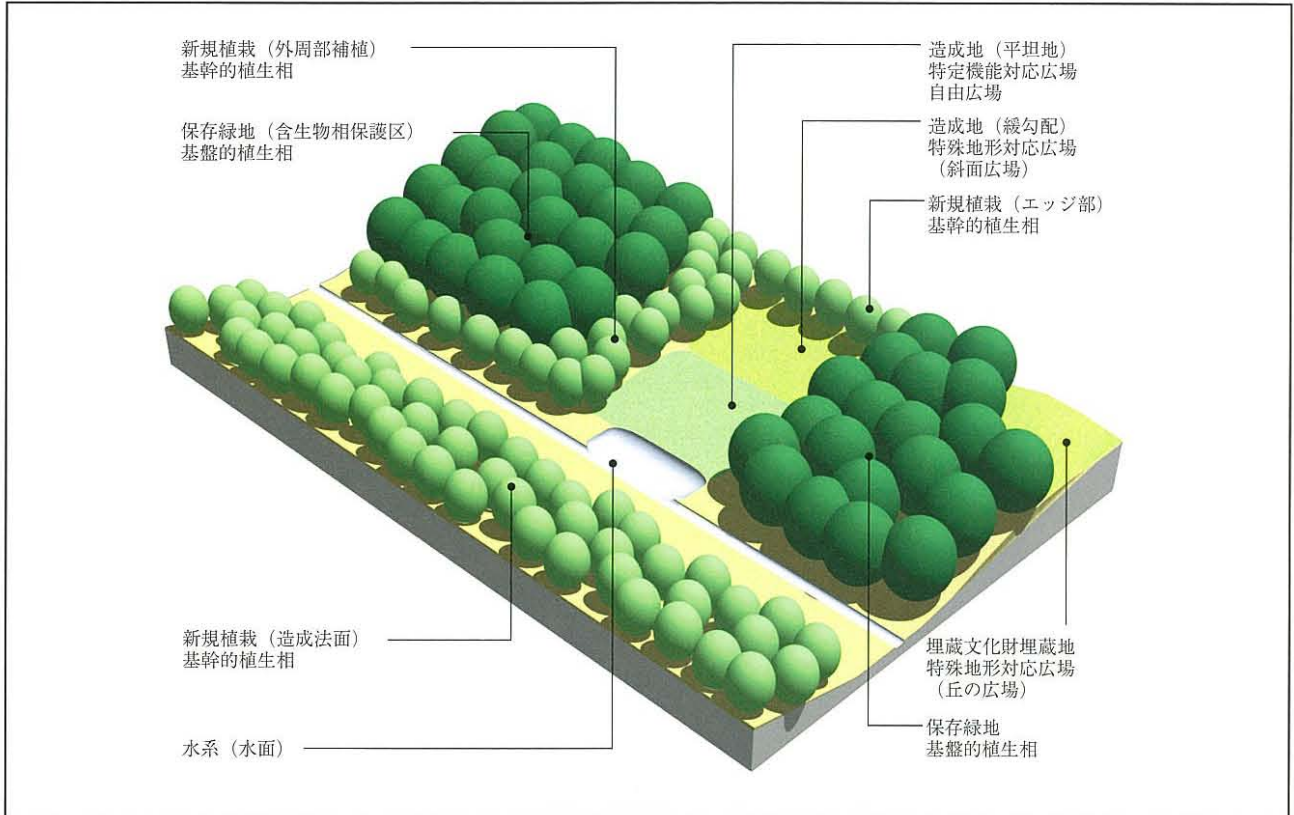 新規植栽（外周部補植）
基幹的植生相
保存緑地（含生物相保護区）
基盤的植生相
造成地（平坦地）
特定機能対応広場
自由広場
造成地（緩勾配）
特殊地形対応広場
（斜面広場）
新規植栽（エッジ部）
基幹的植生相
新規植栽（造成法面）
基幹的植生相
水系（水面）
埋蔵文化財埋蔵地
特殊地形対応広場
（丘の広場）
保存緑地
基盤的植生相